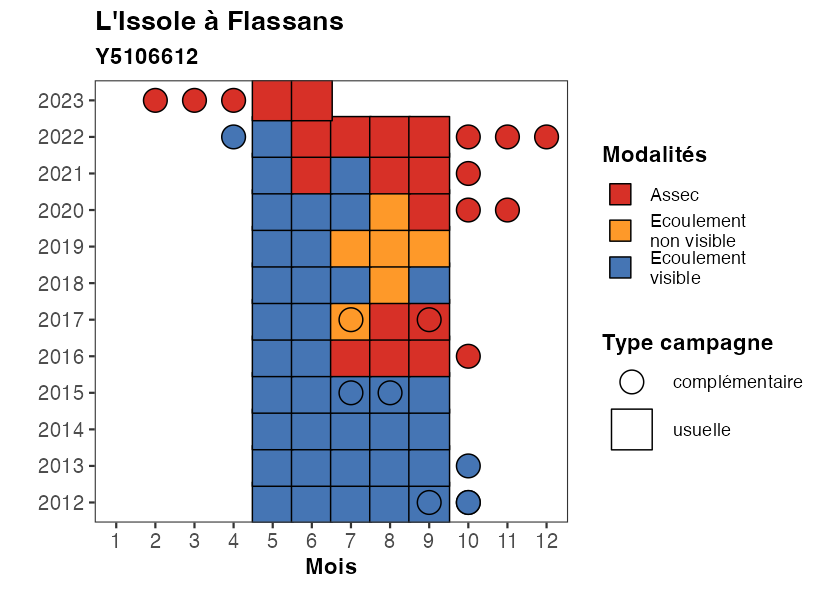 L'Issole à Flassans
Y5106612
2023
2022
2021
2020
2019
2018
2017
2016
2015
2014
2013
2012
1 2 3 4 5 6 7 8 9 10 11 12
Mois
Modalités
Assec
Ecoulement
non visible
Ecoulement
visible
Type campagne
complémentaire
usuelle